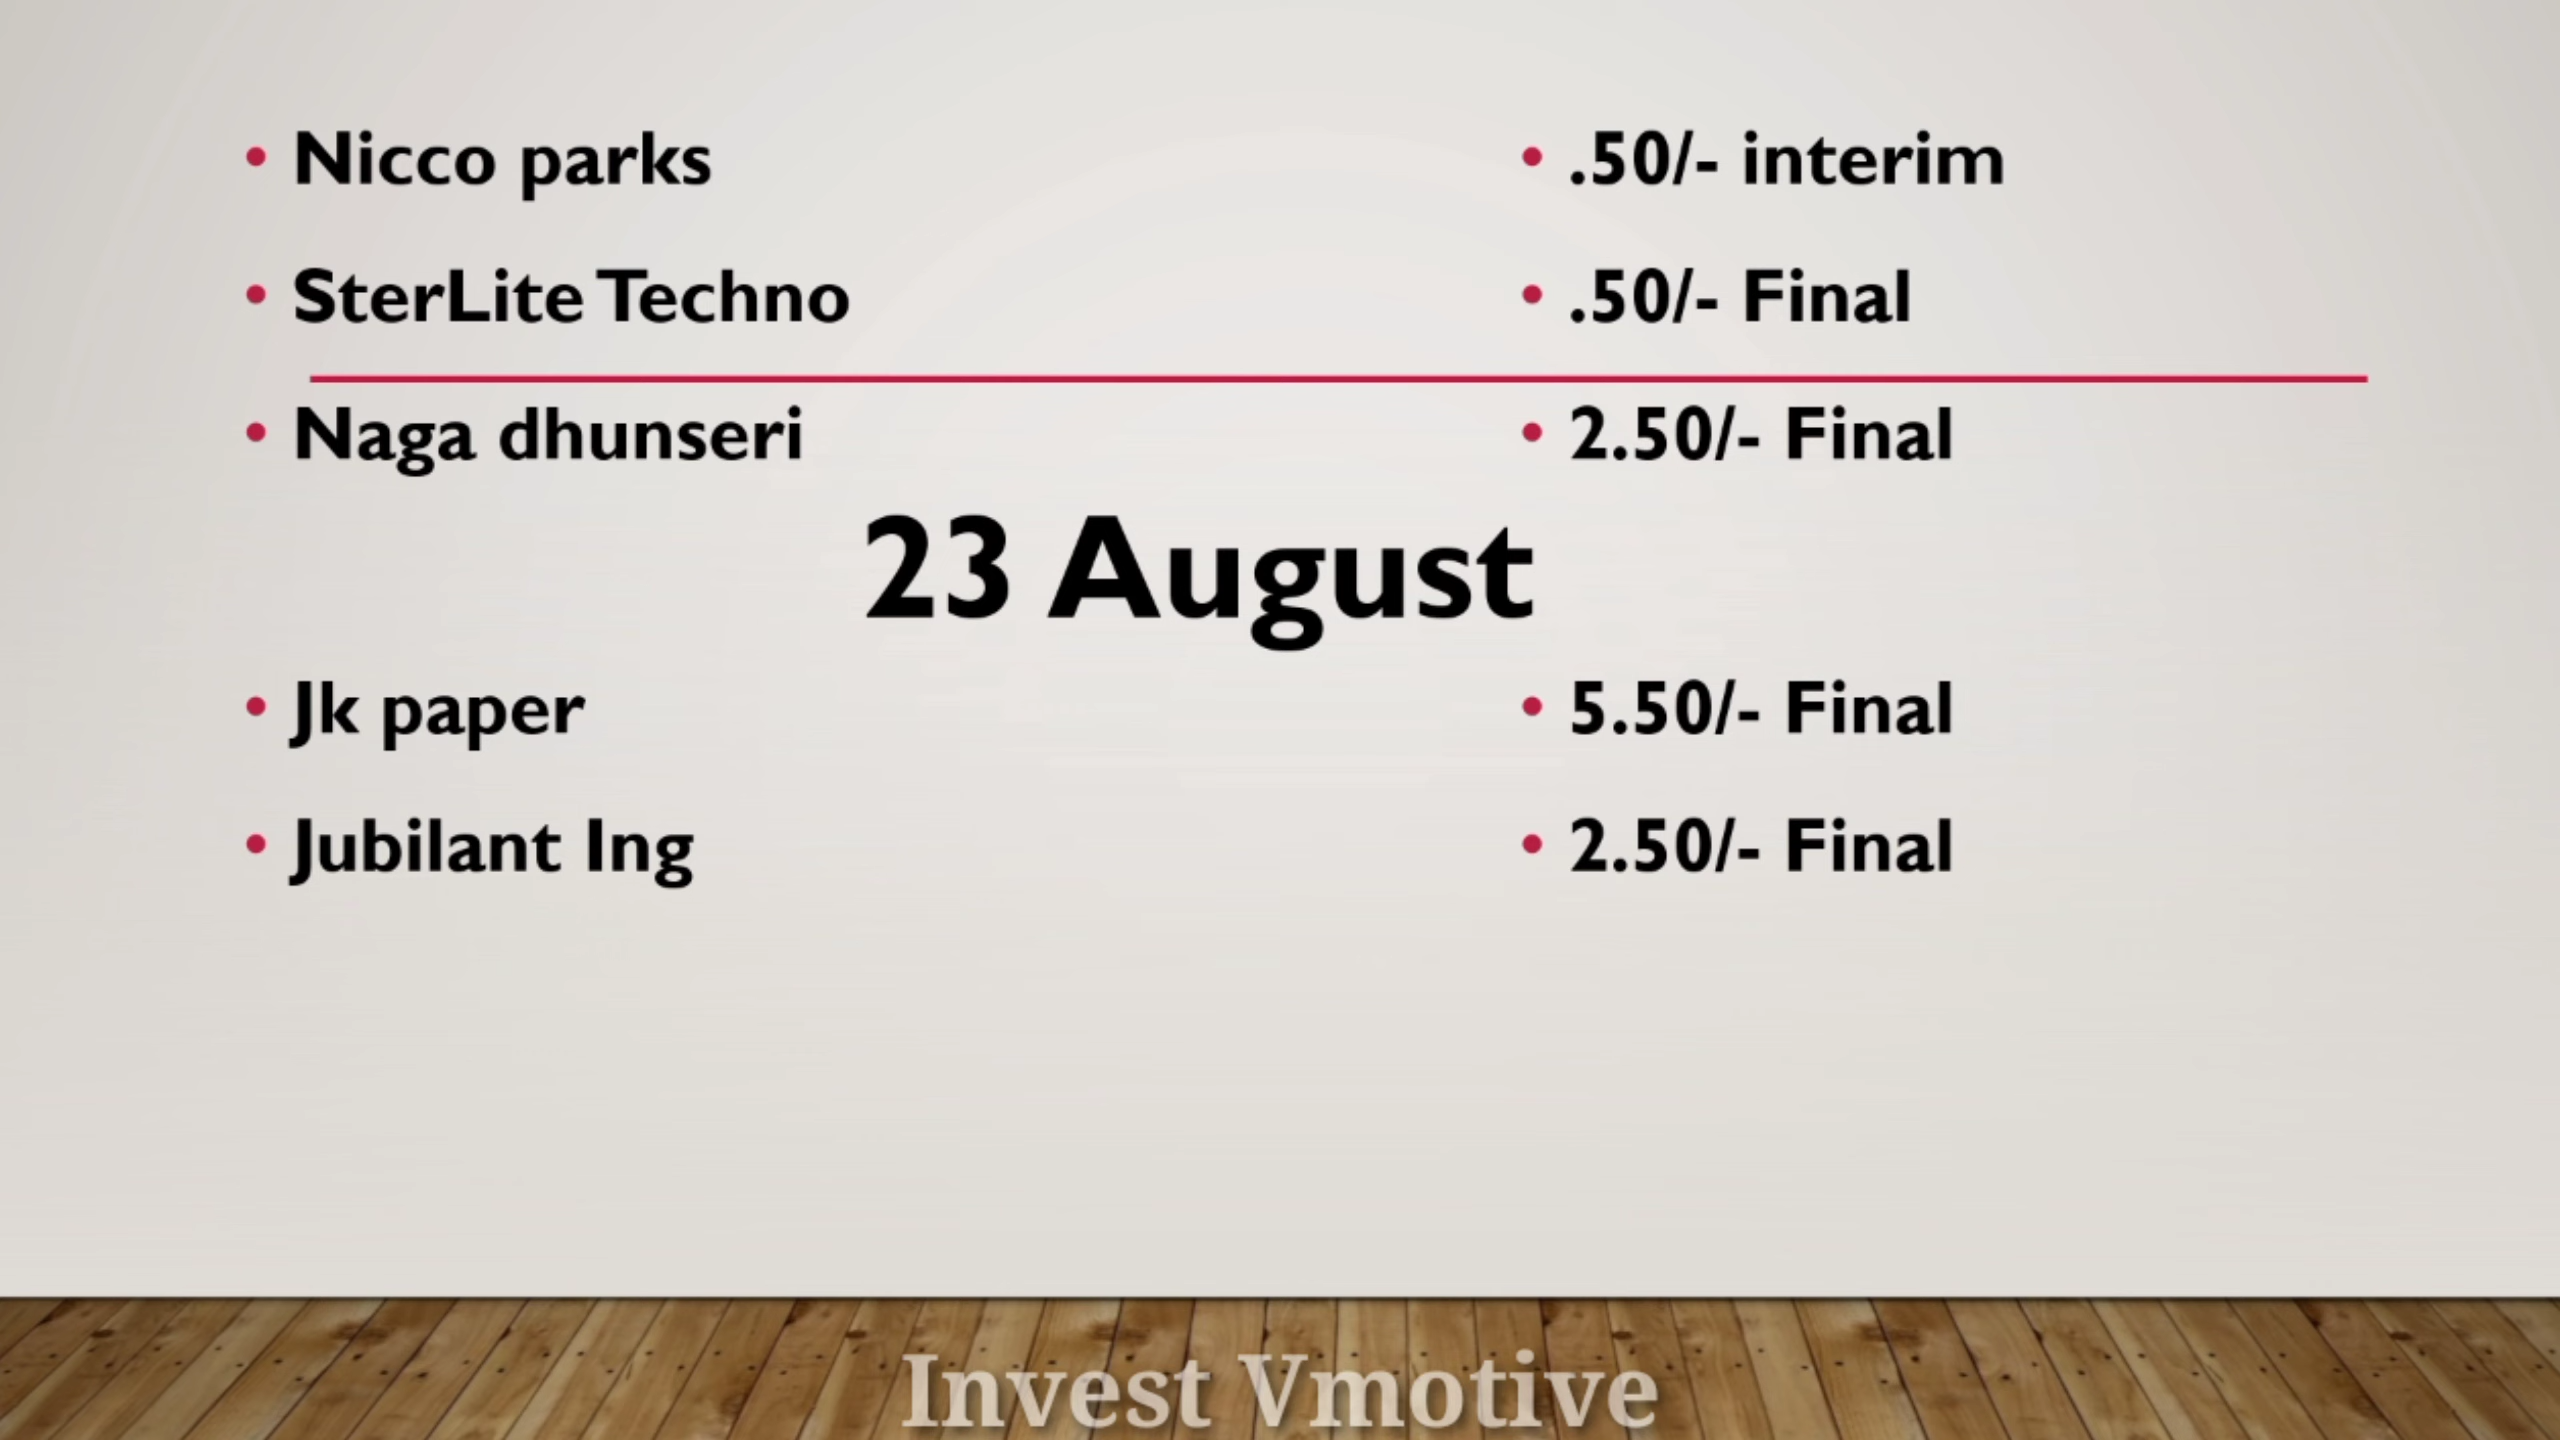 Nicco parks .50/- interim
SterLite Techno .50/- Final
Naga dhunseri 2.50/- Final
23 August
Jk paper 5.50/- Final
Jubilant Ing 2.50/- Final
Invest Vmotive